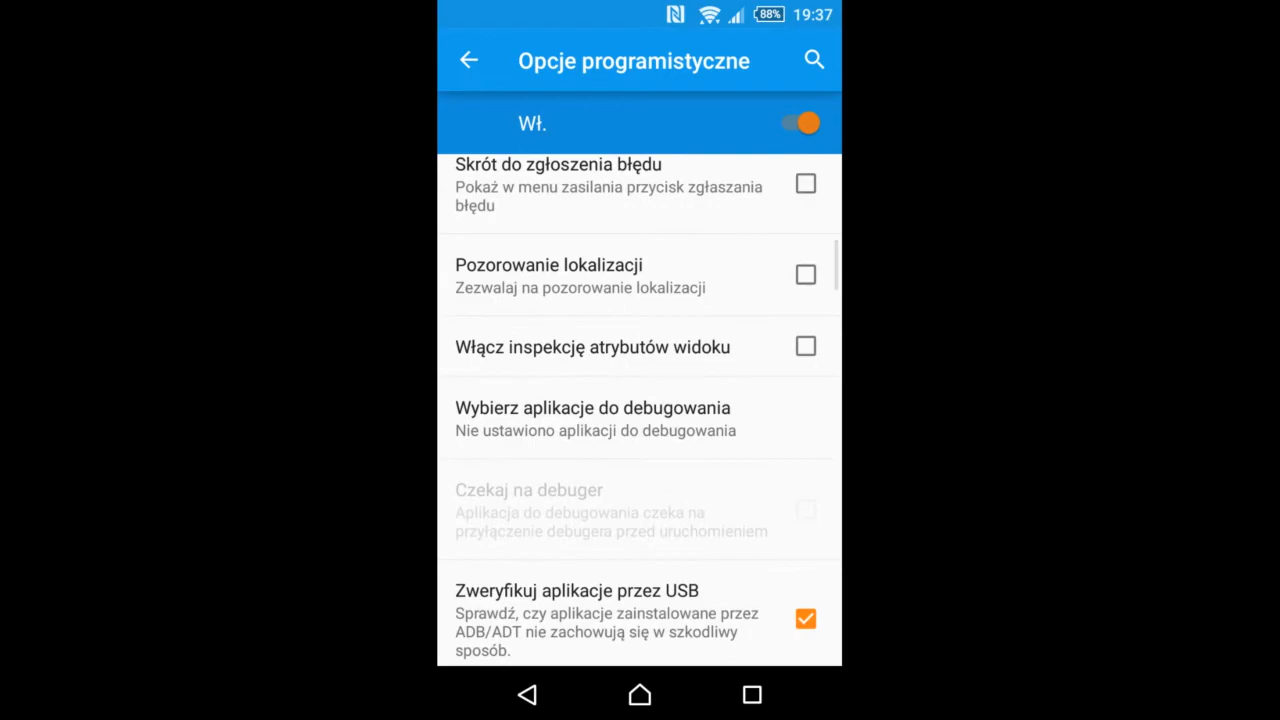 88%
19:37
Opcje programistyczne
Wł.
Skrót do zgłoszenia błędu
Pokaż w menu zasilania przycisk zgłaszania
błędu
Pozorowanie lokalizacji
Zezwalaj na pozorowanie lokalizacji
Włącz inspekcję atrybutów widoku
Wybierz aplikacje do debugowania
Nie ustawiono aplikacji do debugowania
Czekaj na debuger
Aplikacja do debugowania czeka na
przyłączenie debugera przed uruchomieniem
Zweryfikuj aplikacje przez USB
Sprawdź, czy aplikacje zainstalowane przez
ADB/ADT nie zachowują się w szkodliwy
sposób.